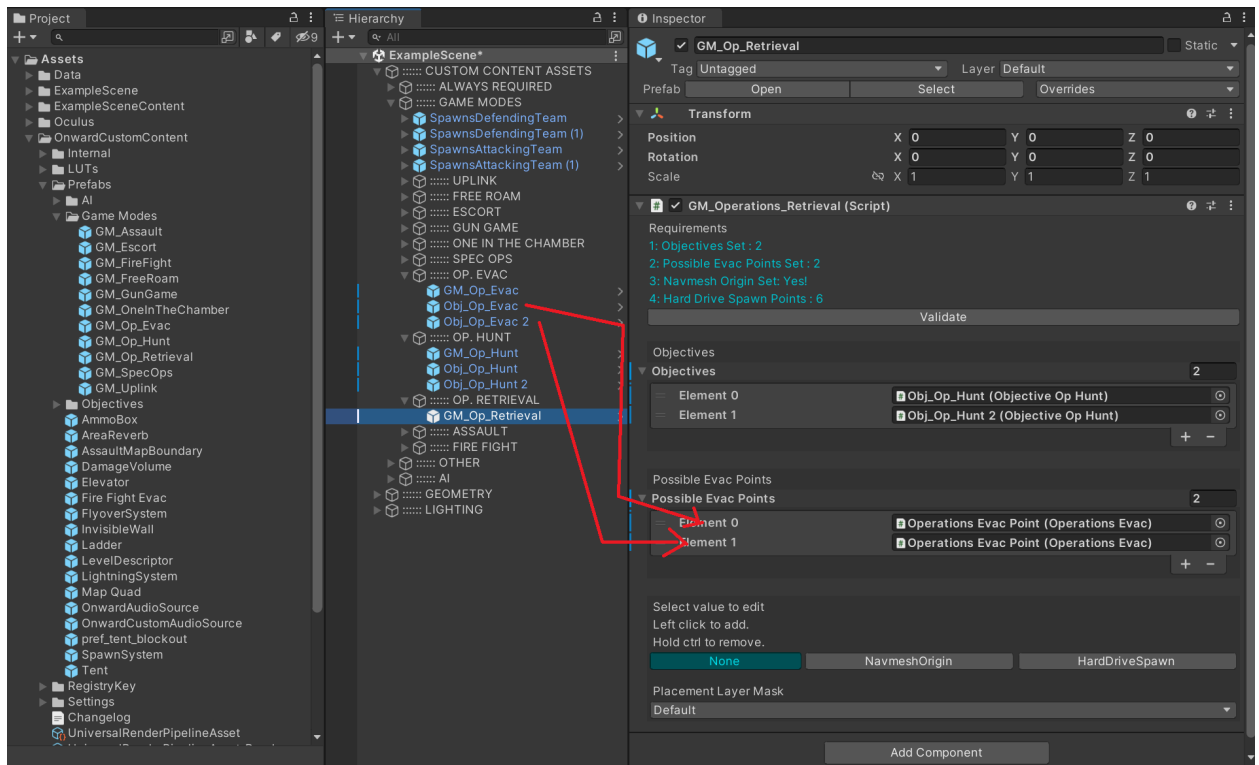 Project
9
Assets
Data
ExampleScene
ExampleSceneContent
Oculus
OnwardCustomContent
Internal
LUTs
Prefabs
AI
Game Modes
GM_Assault
GM_Escort
GM_FireFight
GM_FreeRoam
GM_GunGame
GM_OneInTheChamber
GM_Op_Evac
GM_Op_Hunt
GM_Op_Retrieval
GM_SpecOps
GM_Uplink
Objectives
AmmoBox
AreaReverb
AssaultMapBoundary
DamageVolume
Elevator
Fire Fight Evac
FlyoverSystem
InvisibleWall
Ladder
LevelDescriptor
LightningSystem
Map Quad
OnwardAudioSource
OnwardCustomAudioSource
pref_tent_blockout
SpawnSystem
Tent
RegistryKey
Settings
Changelog
UniversalRenderPipelineAsset
Hierarchy
All
ExampleScene*
:::::: CUSTOM CONTENT ASSETS
:::::: ALWAYS REQUIRED
:::::: GAME MODES
SpawnsDefendingTeam
SpawnsDefendingTeam (1)
SpawnsAttackingTeam
SpawnsAttackingTeam (1)
:::::: UPLINK
:::::: FREE ROAM
:::::: ESCORT
:::::: GUN GAME
:::::: ONE IN THE CHAMBER
:::::: SPEC OPS
:::::: OP. EVAC
GM_Op_Evac
Obj_Op_Evac
Obj_Op_Evac 2
:::::: OP. HUNT
GM_Op_Hunt
Obj_Op_Hunt
Obj_Op_Hunt 2
:::::: OP. RETRIEVAL
GM_Op_Retrieval
:::::: ASSAULT
:::::: FIRE FIGHT
:::::: OTHER
:::::: AI
:::::: GEOMETRY
:::::: LIGHTING
Inspector
GM_Op_Retrieval Static
Tag Untagged Layer Default
Prefab Open Select Overrides
Transform
Position X 0 Y 0 Z 0
Rotation X 0 Y 0 Z 0
Scale X 1 Y 1 Z 1
# GM_Operations_Retrieval (Script)
Requirements
1: Objectives Set : 2
2: Possible Evac Points Set : 2
3: Navmesh Origin Set: Yes!
4: Hard Drive Spawn Points : 6
Validate
Objectives
Objectives 2
Element 0 Obj_Op_Hunt (Objective Op Hunt)
Element 1 Obj_Op_Hunt 2 (Objective Op Hunt)
+ −
Possible Evac Points
Possible Evac Points 2
Element 0 Operations Evac Point (Operations Evac)
Element 1 Operations Evac Point (Operations Evac)
+ −
Select value to edit
Left click to add.
Hold ctrl to remove.
None NavmeshOrigin HardDriveSpawn
Placement Layer Mask
Default
Add Component